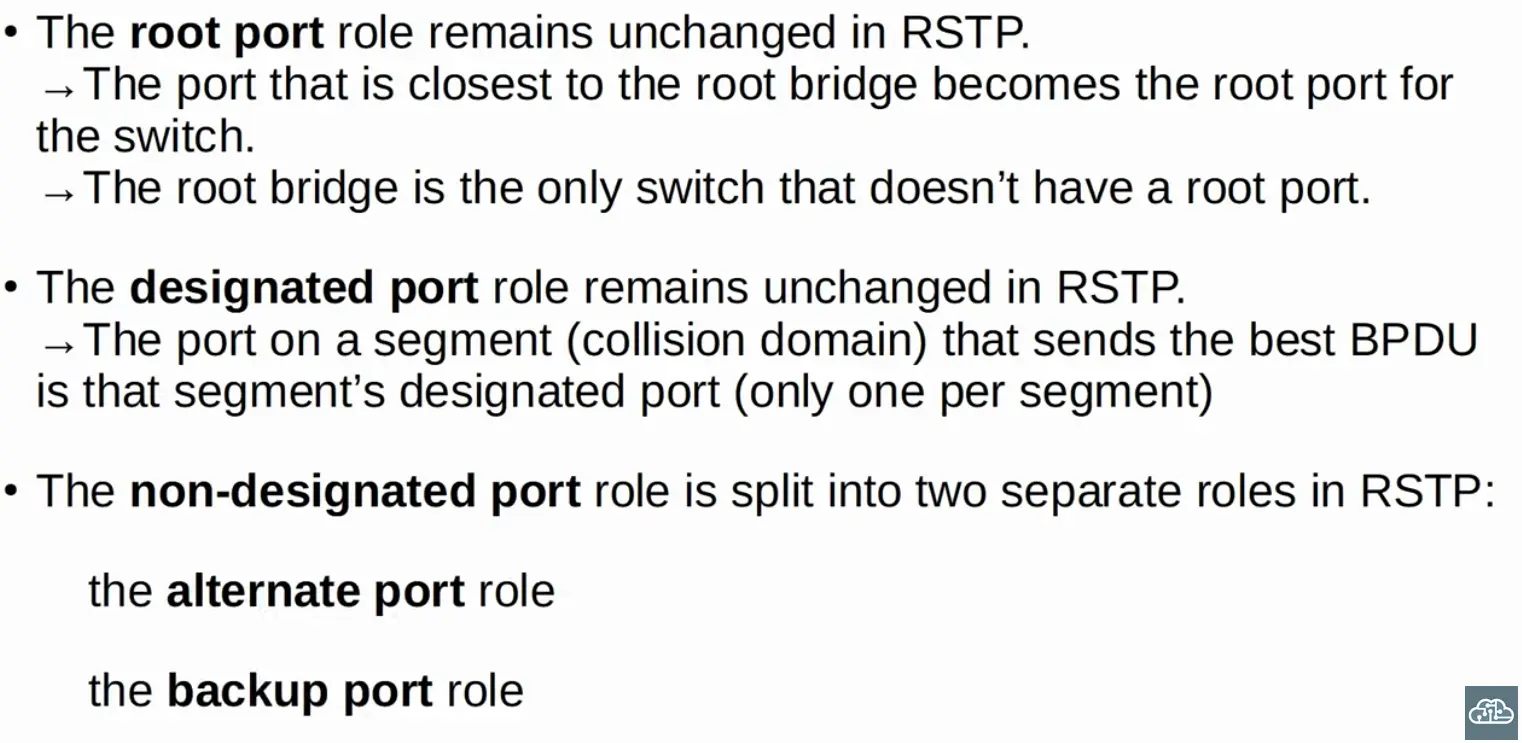 • The root port role remains unchanged in RSTP.
→The port that is closest to the root bridge becomes the root port for
the switch.
→The root bridge is the only switch that doesn’t have a root port.
• The designated port role remains unchanged in RSTP.
→The port on a segment (collision domain) that sends the best BPDU
is that segment’s designated port (only one per segment)
• The non-designated port role is split into two separate roles in RSTP:
the alternate port role
the backup port role